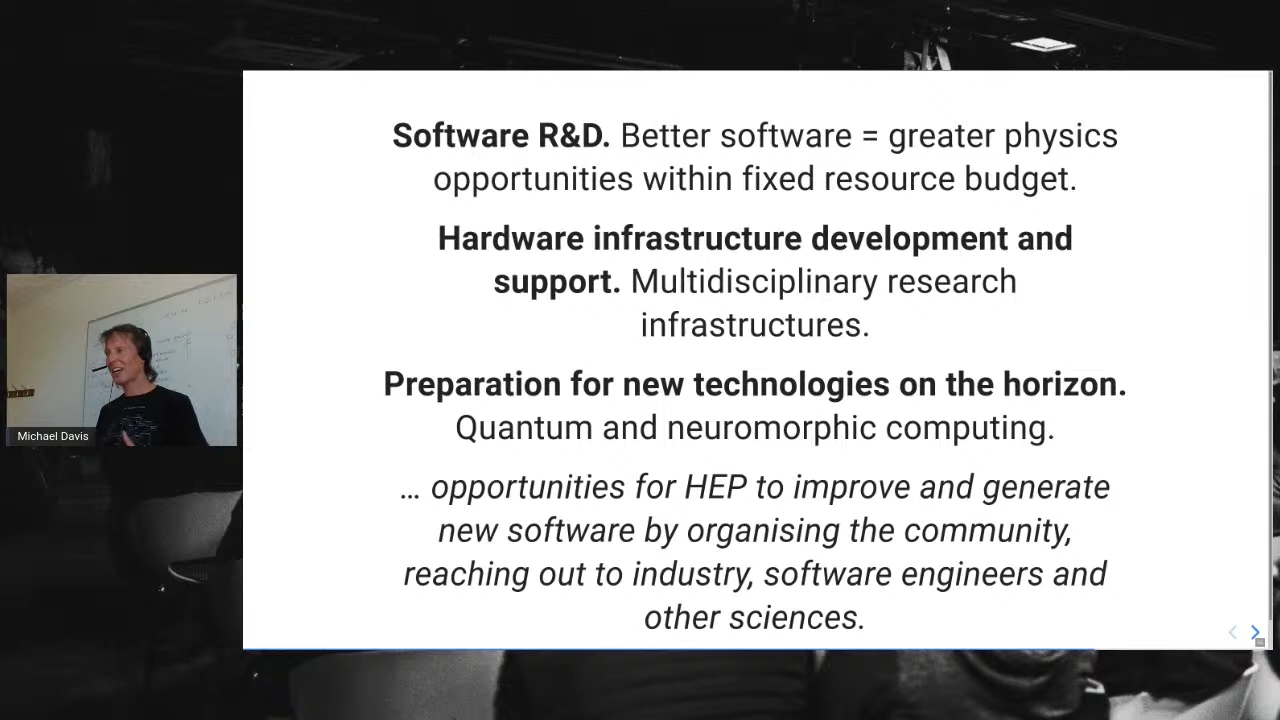 Software R&D. Better software = greater physics
opportunities within fixed resource budget.
Hardware infrastructure development and
support. Multidisciplinary research
infrastructures.
Preparation for new technologies on the horizon.
Quantum and neuromorphic computing.
… opportunities for HEP to improve and generate
new software by organising the community,
reaching out to industry, software engineers and
other sciences.
Michael Davis